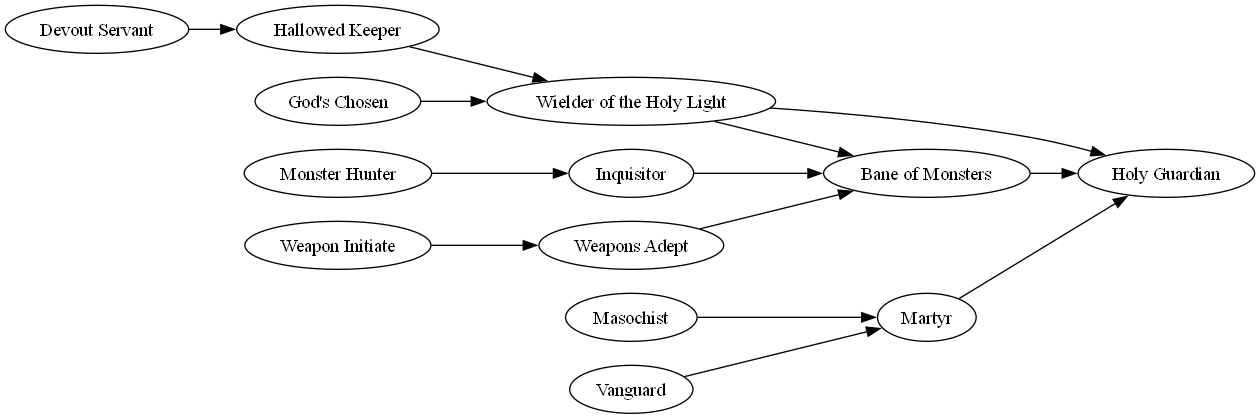 Devout Servant
Hallowed Keeper
God's Chosen
Wielder of the Holy Light
Monster Hunter
Inquisitor
Bane of Monsters
Holy Guardian
Weapon Initiate
Weapons Adept
Masochist
Martyr
Vanguard